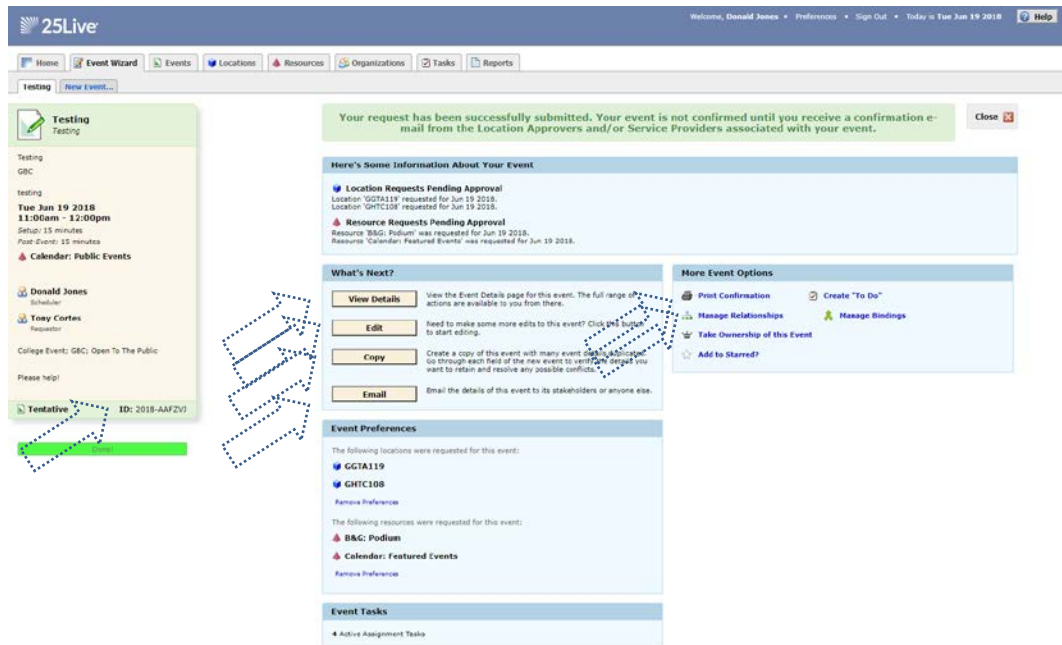 25Live
Welcome, Donald Jones • Preferences • Sign Out • Today is Tue Jun 19 2018
Help
Home
Event Wizard
Events
Locations
Resources
Organizations
Tasks
Reports
Testing
New Event...
Testing
Testing
Testing
GBC
testing
Tue Jun 19 2018
11:00am - 12:00pm
Setup: 15 minutes
Post-Event: 15 minutes
Calendar: Public Events
Donald Jones
Scheduler
Tony Cortes
Requestor
College Event; GBC; Open To The Public
Please help!
Tentative
ID: 2018-AAFZVJ
Done!
Your request has been successfully submitted. Your event is not confirmed until you receive a confirmation e-
mail from the Location Approvers and/or Service Providers associated with your event.
Close
Here's Some Information About Your Event
Location Requests Pending Approval
Location 'GGTA119' requested for Jun 19 2018.
Location 'GHTC108' requested for Jun 19 2018.
Resource Requests Pending Approval
Resource 'B&G: Podium' was requested for Jun 19 2018.
Resource 'Calendar: Featured Events' was requested for Jun 19 2018.
What's Next?
View Details
View the Event Details page for this event. The full range of
actions are available to you from there.
Edit
Need to make some more edits to this event? Click this button
to start editing.
Copy
Create a copy of this event with many event details duplicated.
Go through each field of the new event to verify the details you
want to retain and resolve any possible conflicts.
Email
Email the details of this event to its stakeholders or anyone else.
More Event Options
Print Confirmation
Create "To Do"
Manage Relationships
Manage Bindings
Take Ownership of this Event
Add to Starred?
Event Preferences
The following locations were requested for this event:
GGTA119
GHTC108
Remove Preferences
The following resources were requested for this event:
B&G: Podium
Calendar: Featured Events
Remove Preferences
Event Tasks
4 Active Assignment Tasks